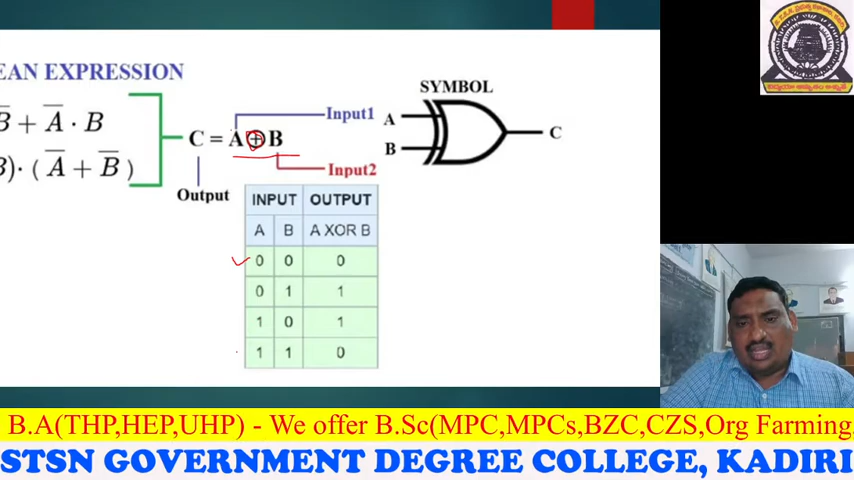 EAN EXPRESSION
B̅ + A̅ · B
B)· ( A̅ + B̅ )
C = A ⊕ B
Input1
Input2
Output
SYMBOL
A
B
C
INPUT OUTPUT
A B A XOR B
0 0 0
0 1 1
1 0 1
1 1 0
B.A(THP,HEP,UHP) - We offer B.Sc(MPC,MPCs,BZC,CZS,Org Farming,
STSN GOVERNMENT DEGREE COLLEGE, KADIRI